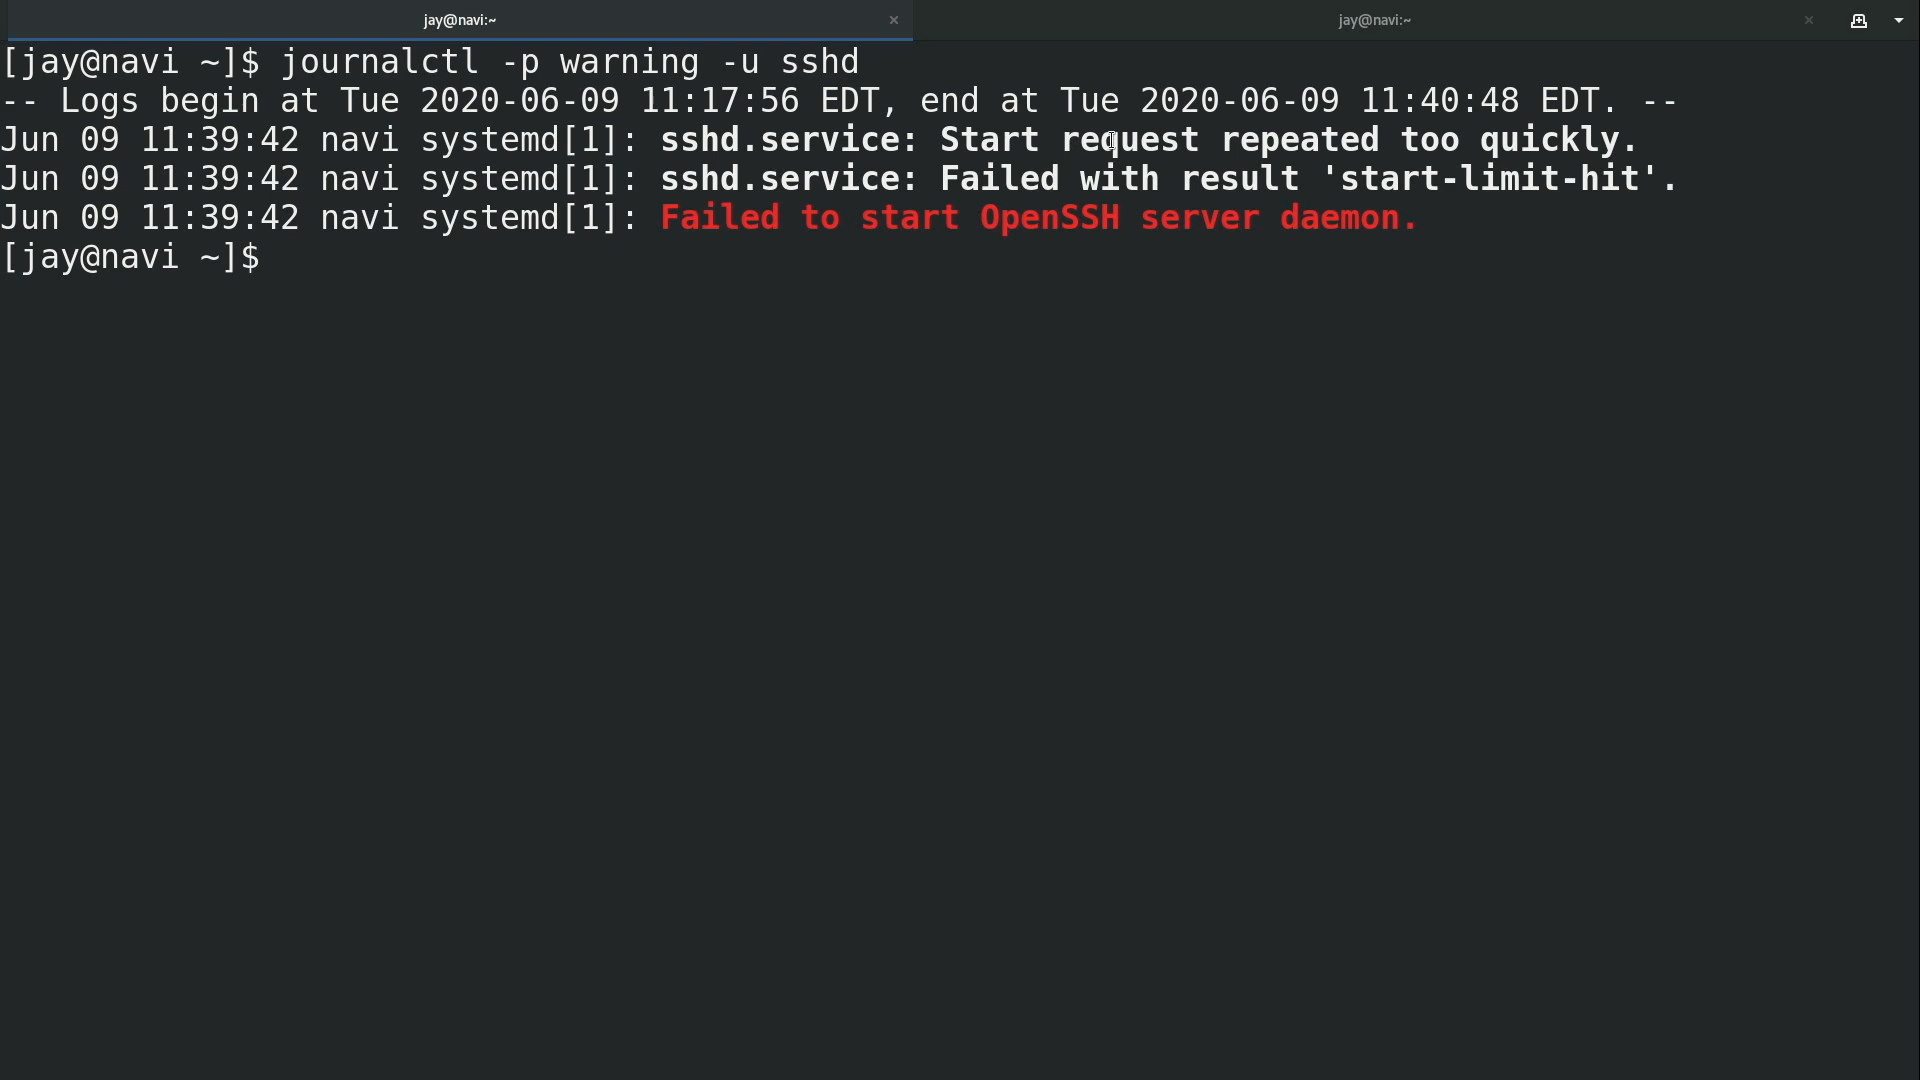 jay@navi:~ × jay@navi:~ ×
[jay@navi ~]$ journalctl -p warning -u sshd
-- Logs begin at Tue 2020-06-09 11:17:56 EDT, end at Tue 2020-06-09 11:40:48 EDT. --
Jun 09 11:39:42 navi systemd[1]: sshd.service: Start request repeated too quickly.
Jun 09 11:39:42 navi systemd[1]: sshd.service: Failed with result 'start-limit-hit'.
Jun 09 11:39:42 navi systemd[1]: Failed to start OpenSSH server daemon.
[jay@navi ~]$